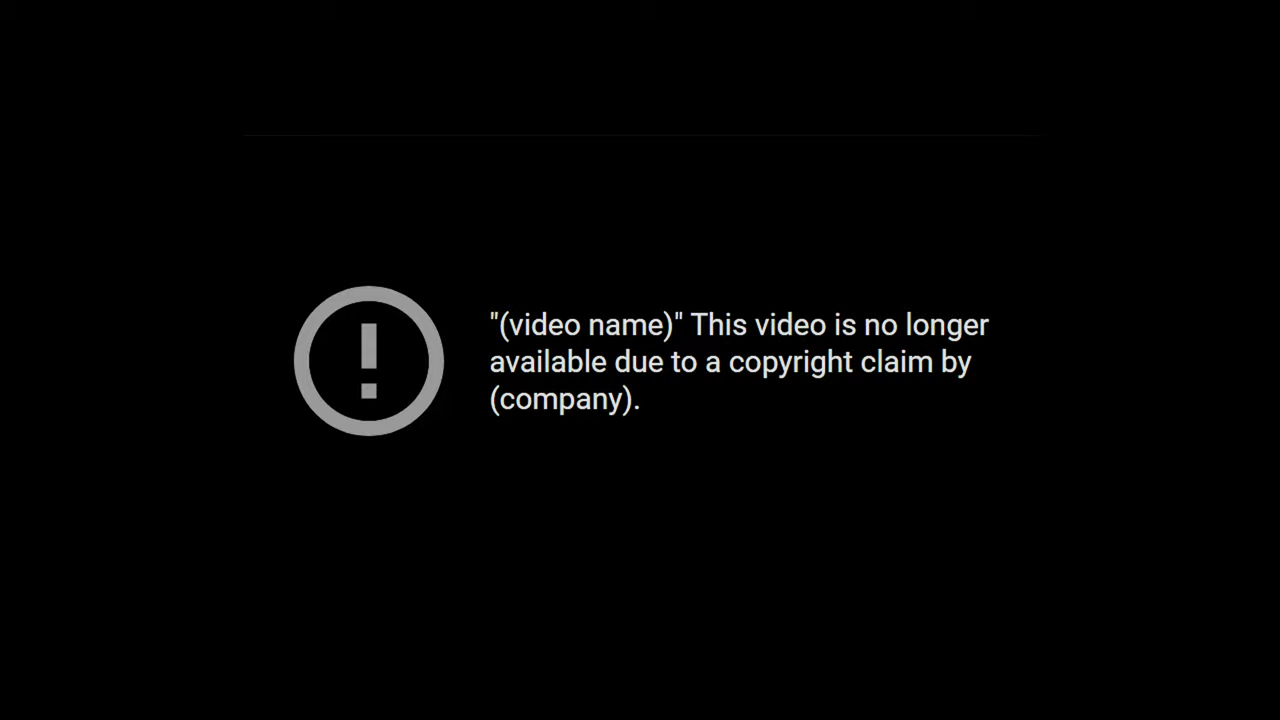 "(video name)" This video is no longer
available due to a copyright claim by
(company).